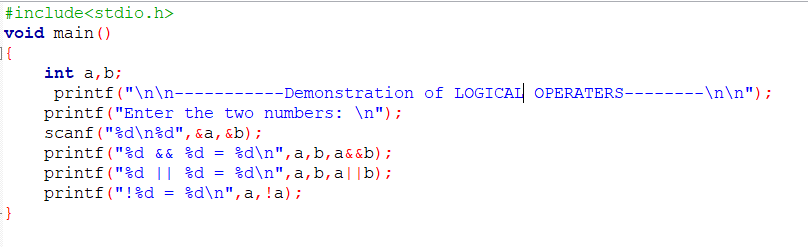 #include<stdio.h>
void main()
{
int a,b;
printf("\n\n-----------Demonstration of LOGICAL OPERATERS--------\n\n");
printf("Enter the two numbers: \n");
scanf("%d\n%d",&a,&b);
printf("%d && %d = %d\n",a,b,a&&b);
printf("%d || %d = %d\n",a,b,a||b);
printf("!%d = %d\n",a,!a);
}